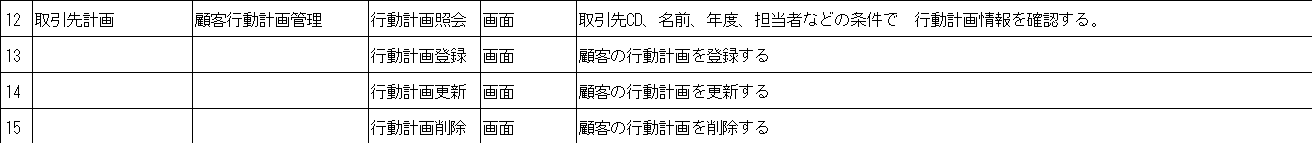 12 取引先計画 顧客行動計画管理 行動計画照会 画面 取引先CD、名前、年度、担当者などの条件で　行動計画情報を確認する。
13 行動計画登録 画面 顧客の行動計画を登録する
14 行動計画更新 画面 顧客の行動計画を更新する
15 行動計画削除 画面 顧客の行動計画を削除する